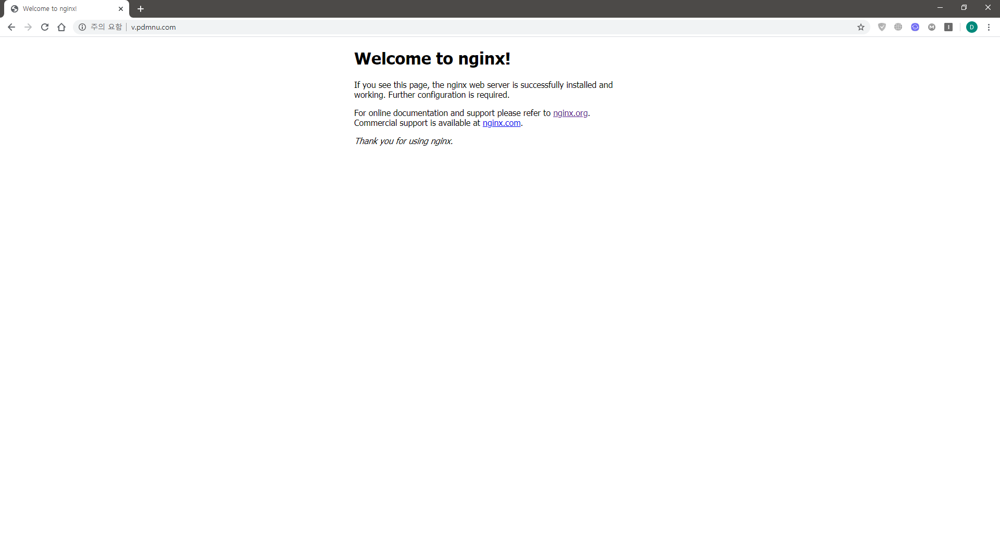 Welcome to nginx!
주의 요함 v.pdmnu.com
M
I
D
Welcome to nginx!
If you see this page, the nginx web server is successfully installed and
working. Further configuration is required.
For online documentation and support please refer to nginx.org.
Commercial support is available at nginx.com.
Thank you for using nginx.